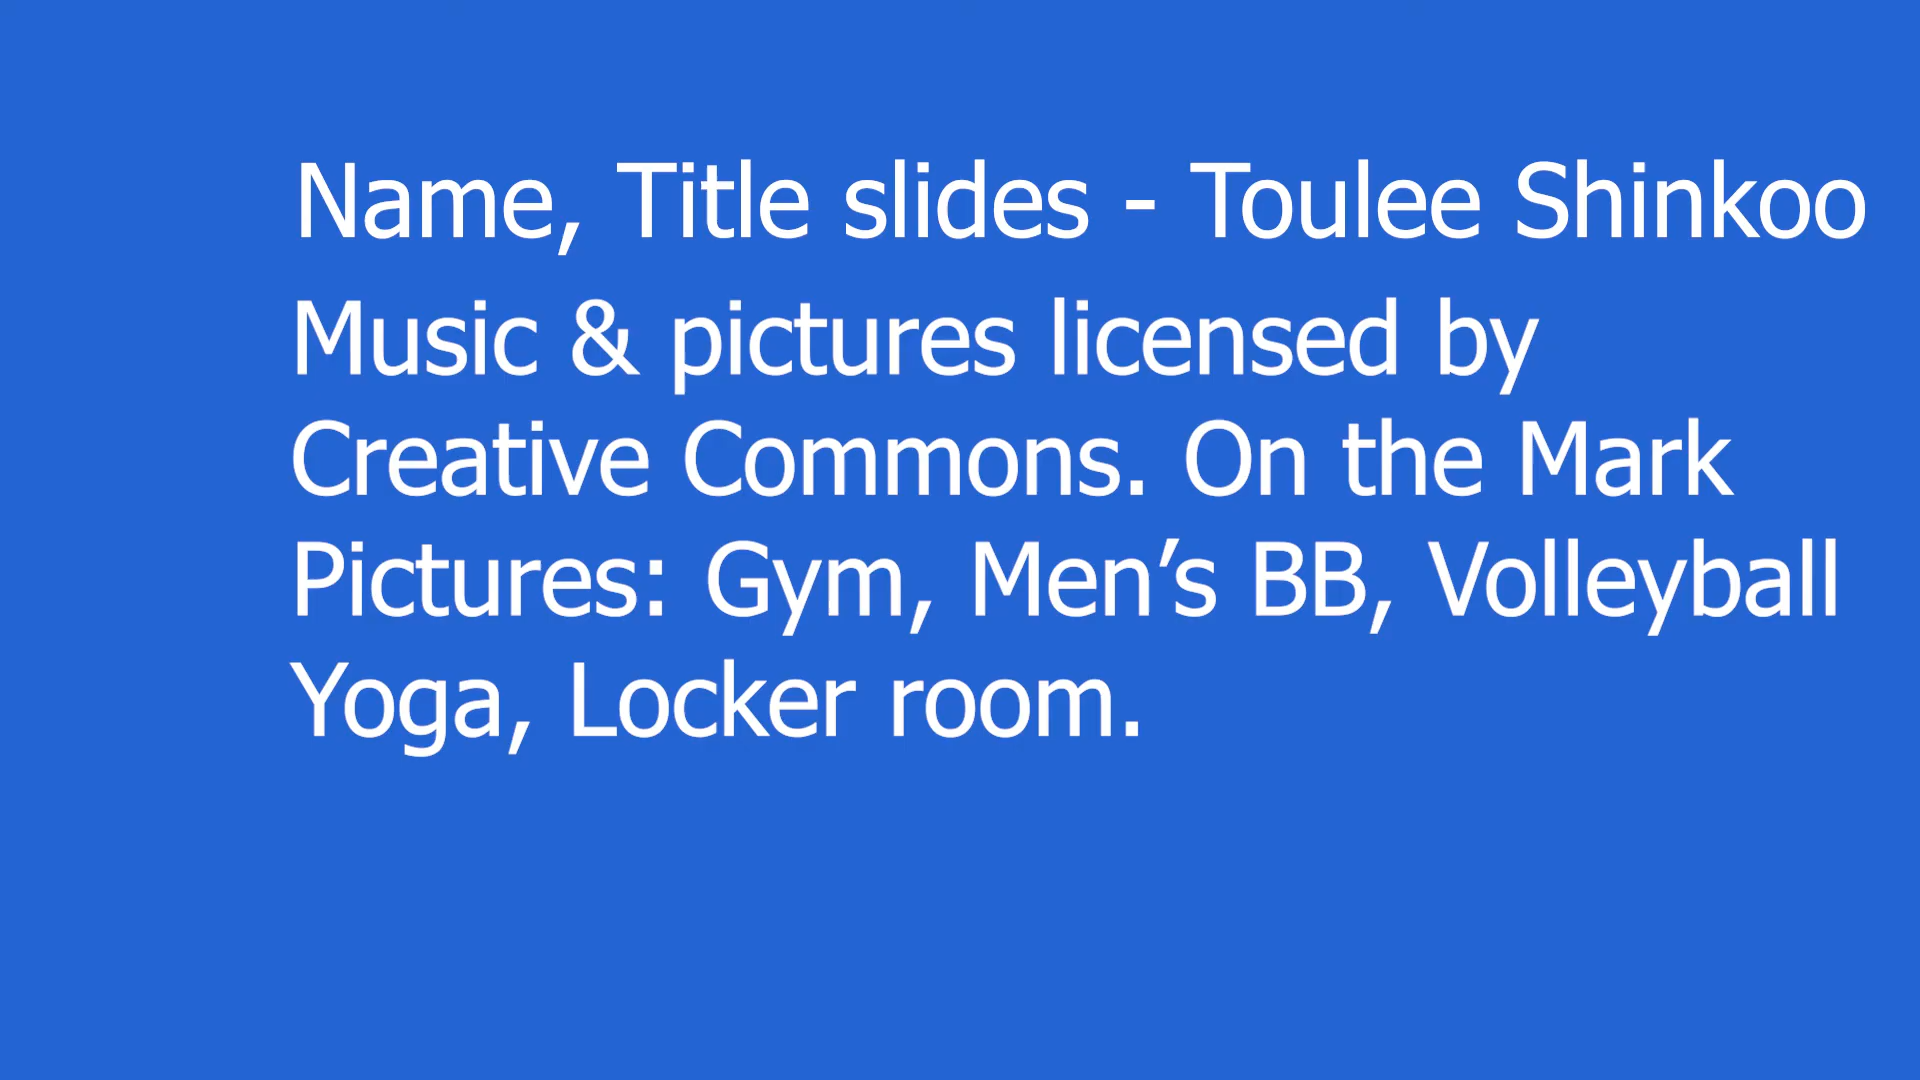 Name, Title slides - Toulee Shinkoo
Music & pictures licensed by
Creative Commons. On the Mark
Pictures: Gym, Men’s BB, Volleyball
Yoga, Locker room.